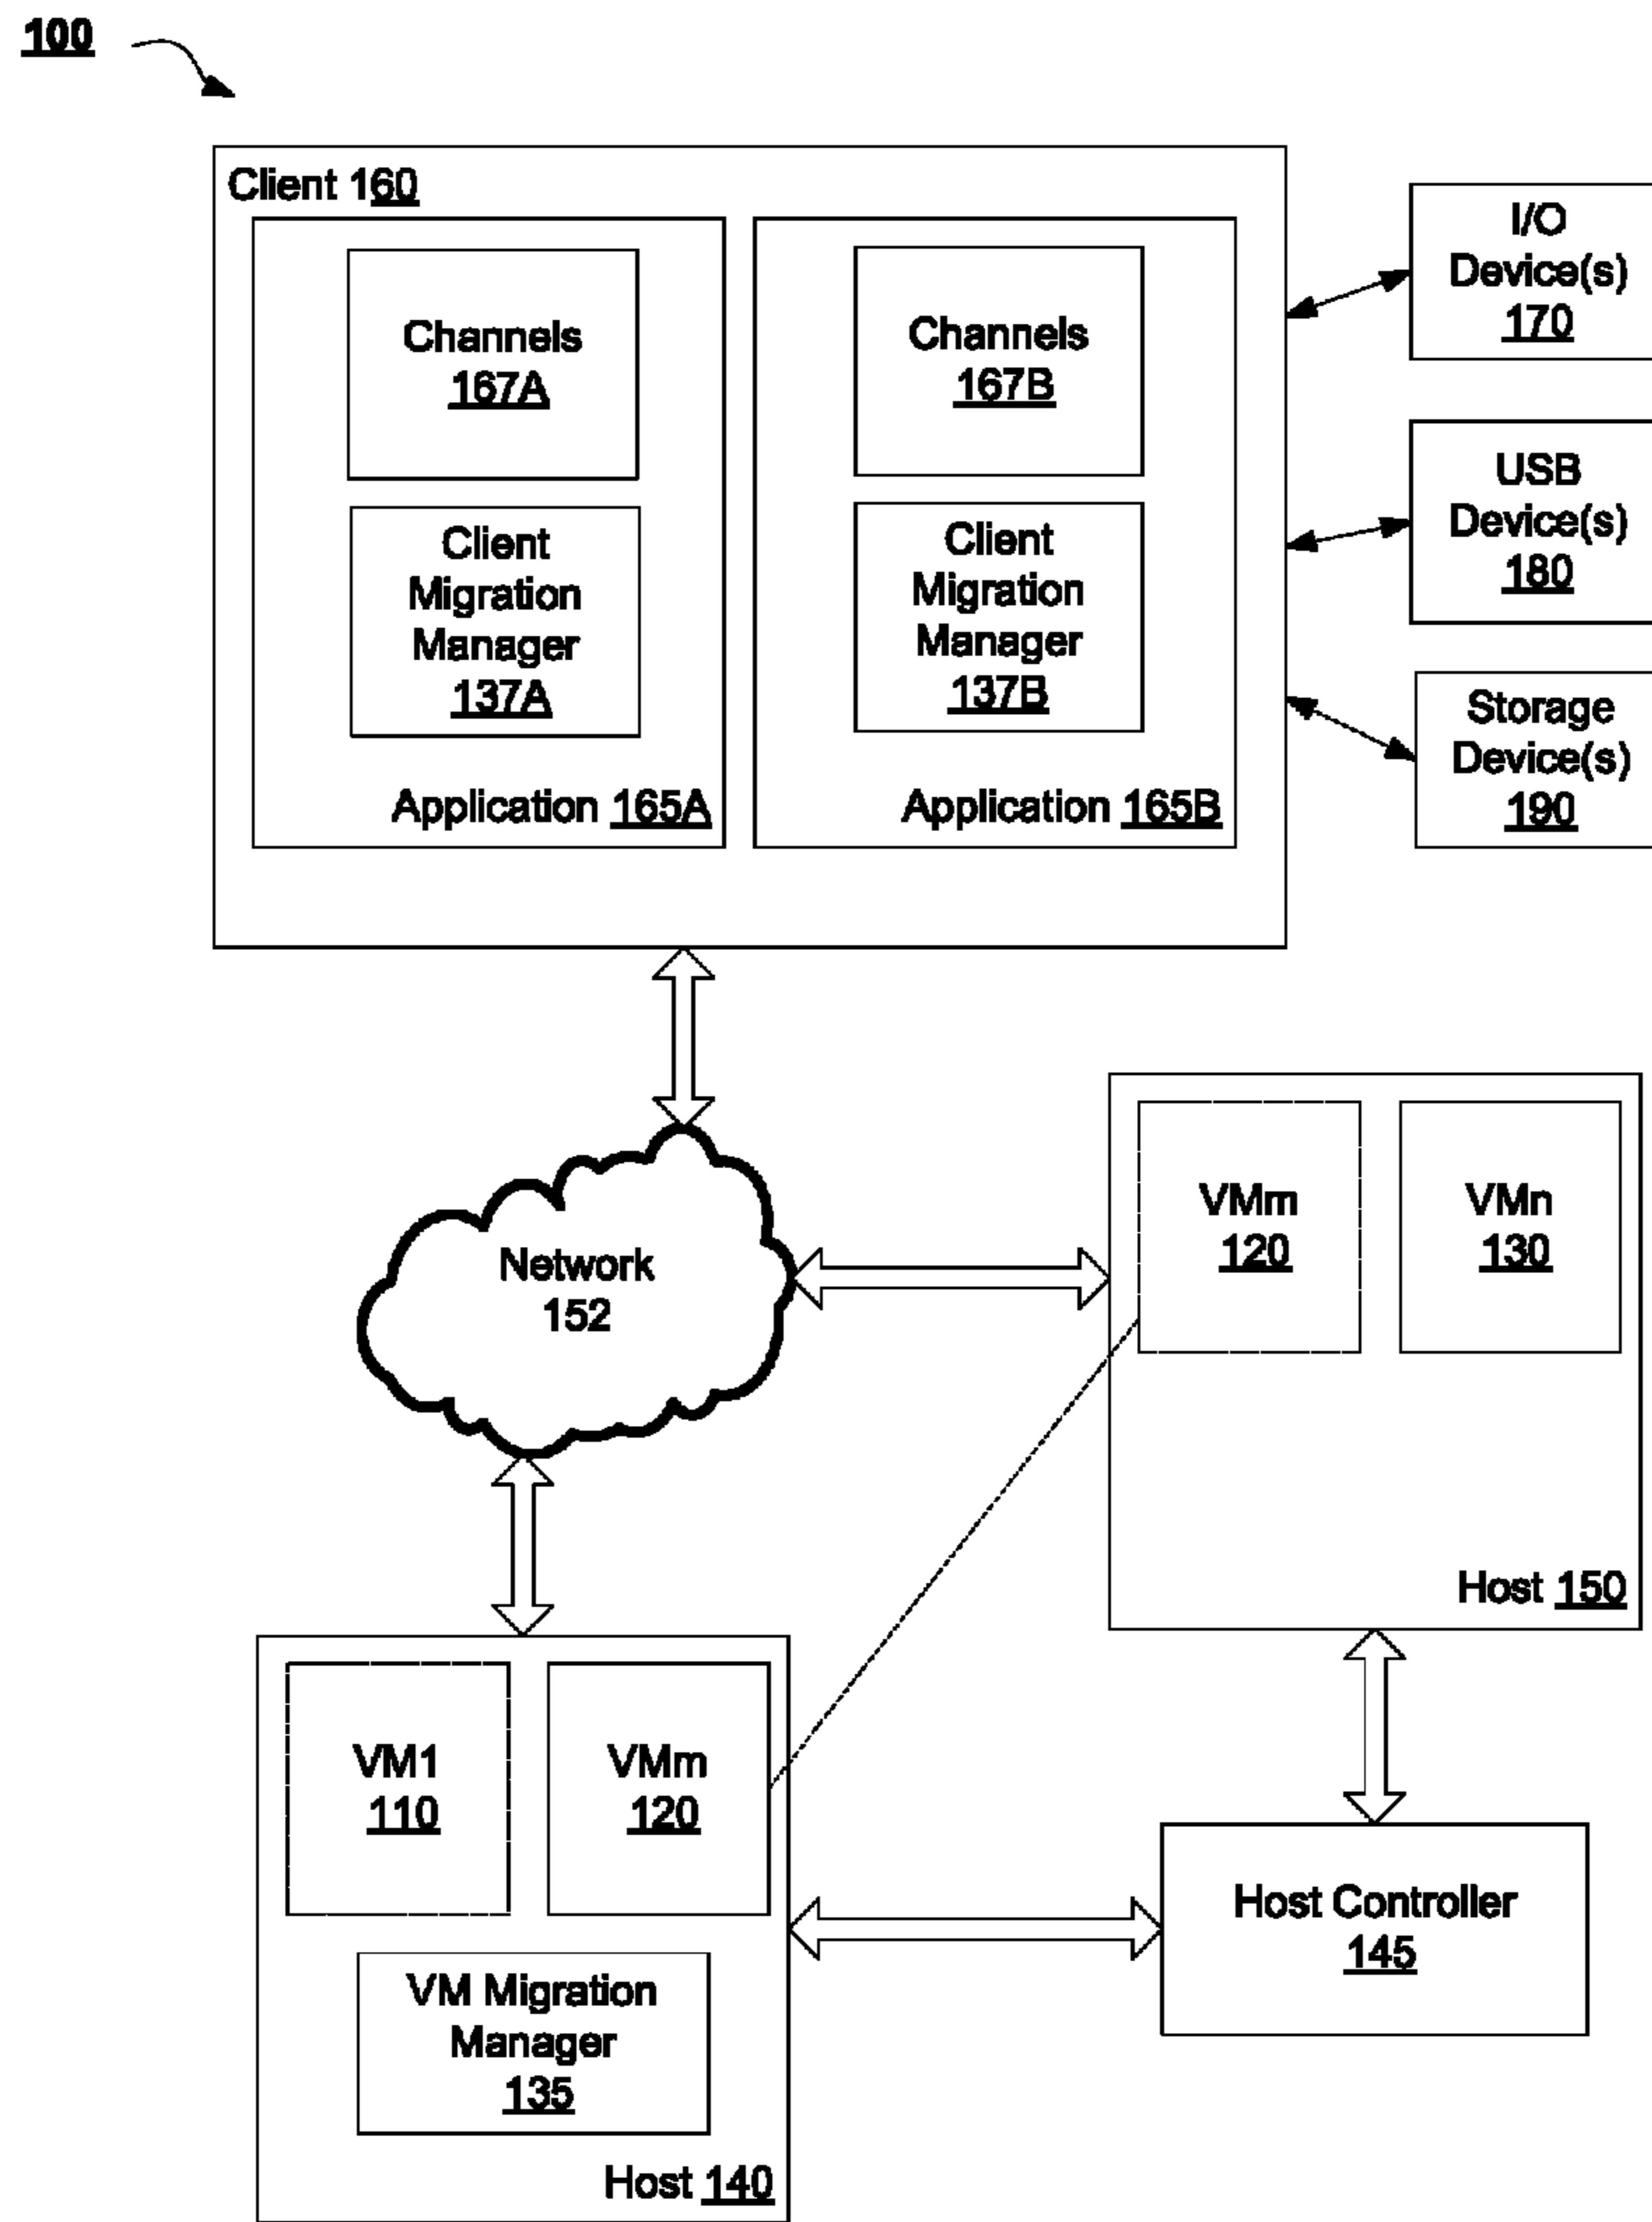 100
Client 160
Channels
167A
Client
Migration
Manager
137A
Application 165A
Channels
167B
Client
Migration
Manager
137B
Application 165B
I/O
Device(s)
170
USB
Device(s)
180
Storage
Device(s)
190
Network
152
VMm
120
VMn
130
Host 150
VM1
110
VMm
120
VM Migration
Manager
135
Host 140
Host Controller
145